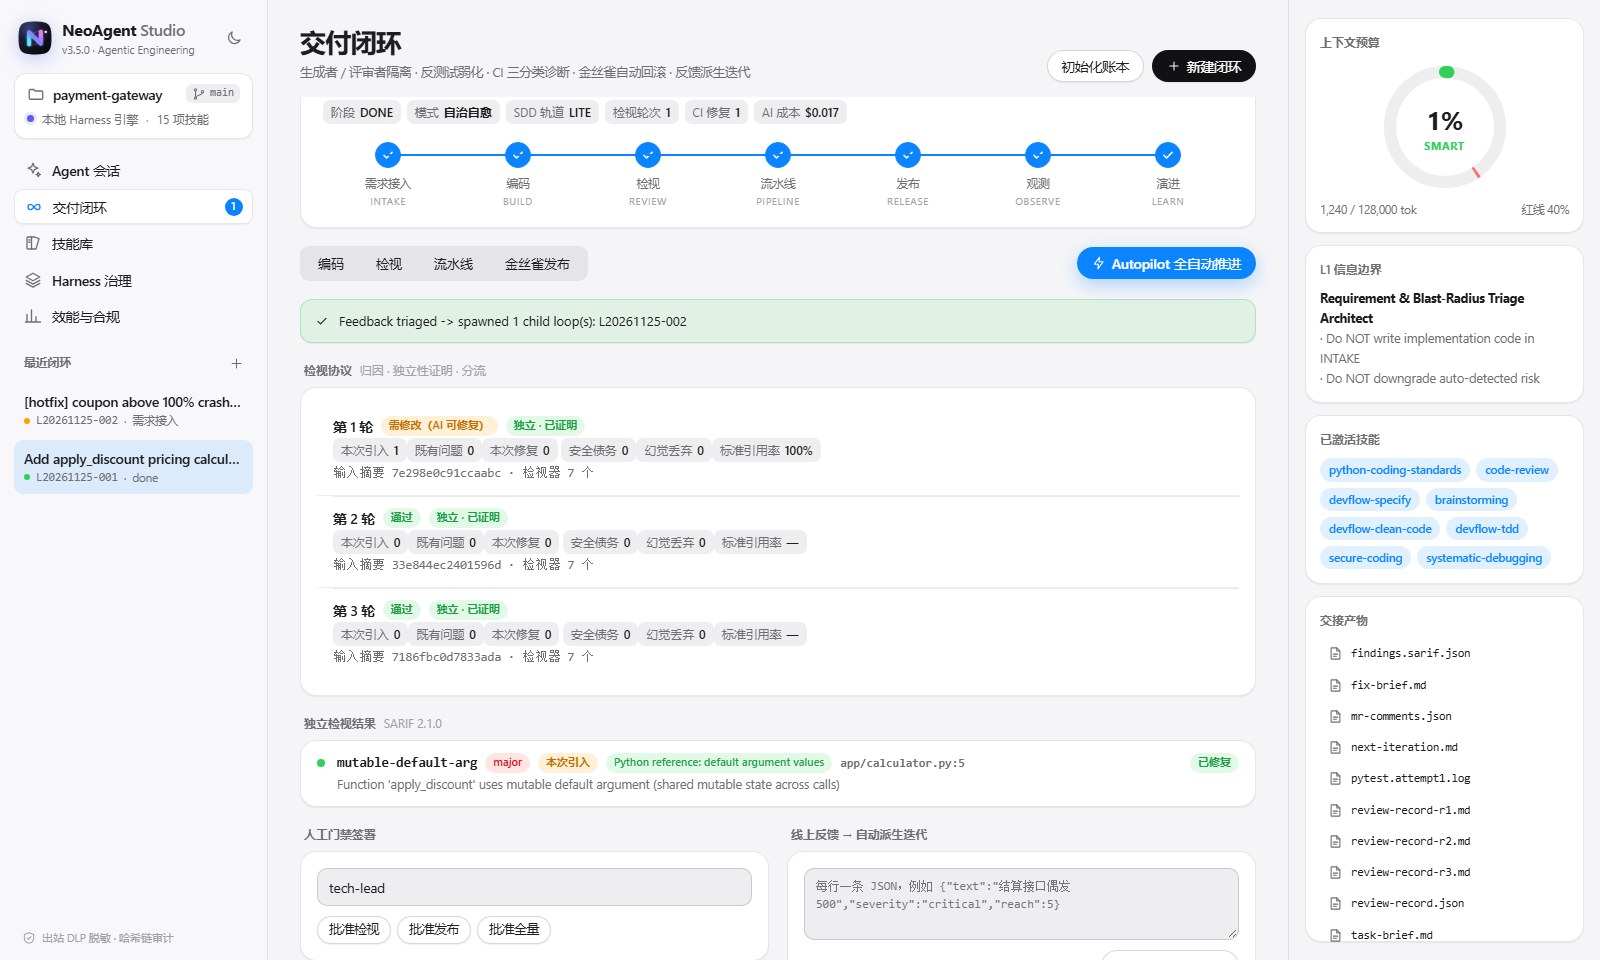 NeoAgent Studio
v3.5.0 · Agentic Engineering
payment-gateway
main
本地 Harness 引擎 · 15 项技能
Agent 会话
交付闭环
1
技能库
Harness 治理
效能与合规
最近闭环
[hotfix] coupon above 100% crash...
L20261125-002 · 需求接入
Add apply_discount pricing calcul...
L20261125-001 · done
出站 DLP 脱敏 · 哈希链审计
交付闭环
生成者 / 评审者隔离 · 反测试弱化 · CI 三分类诊断 · 金丝雀自动回滚 · 反馈派生迭代
初始化账本
新建闭环
阶段 DONE
模式 自治自愈
SDD 轨道 LITE
检视轮次 1
CI 修复 1
AI 成本 $0.017
需求接入
INTAKE
编码
BUILD
检视
REVIEW
流水线
PIPELINE
发布
RELEASE
观测
OBSERVE
演进
LEARN
编码
检视
流水线
金丝雀发布
Autopilot 全自动推进
Feedback triaged -> spawned 1 child loop(s): L20261125-002
检视协议 归因 · 独立性证明 · 分流
第 1 轮 需修改（AI 可修复） 独立 · 已证明
本次引入 1 既有问题 0 本次修复 0 安全债务 0 幻觉丢弃 0 标准引用率 100%
输入摘要 7e298e0c91ccaabc · 检视器 7 个
第 2 轮 通过 独立 · 已证明
本次引入 0 既有问题 0 本次修复 0 安全债务 0 幻觉丢弃 0 标准引用率 —
输入摘要 33e844ec2401596d · 检视器 7 个
第 3 轮 通过 独立 · 已证明
本次引入 0 既有问题 0 本次修复 0 安全债务 0 幻觉丢弃 0 标准引用率 —
输入摘要 7186fbc0d7833ada · 检视器 7 个
独立检视结果 SARIF 2.1.0
mutable-default-arg major 本次引入 Python reference: default argument values app/calculator.py:5 已修复
Function 'apply_discount' uses mutable default argument (shared mutable state across calls)
人工门禁签署
tech-lead
批准检视
批准发布
批准全量
线上反馈 → 自动派生迭代
每行一条 JSON，例如 {"text":"结算接口偶发
500","severity":"critical","reach":5}
上下文预算
1%
SMART
1,240 / 128,000 tok
红线 40%
L1 信息边界
Requirement & Blast-Radius Triage
Architect
· Do NOT write implementation code in
INTAKE
· Do NOT downgrade auto-detected risk
已激活技能
python-coding-standards
code-review
devflow-specify
brainstorming
devflow-clean-code
devflow-tdd
secure-coding
systematic-debugging
交接产物
findings.sarif.json
fix-brief.md
mr-comments.json
next-iteration.md
pytest.attempt1.log
review-record-r1.md
review-record-r2.md
review-record-r3.md
review-record.json
task-brief.md